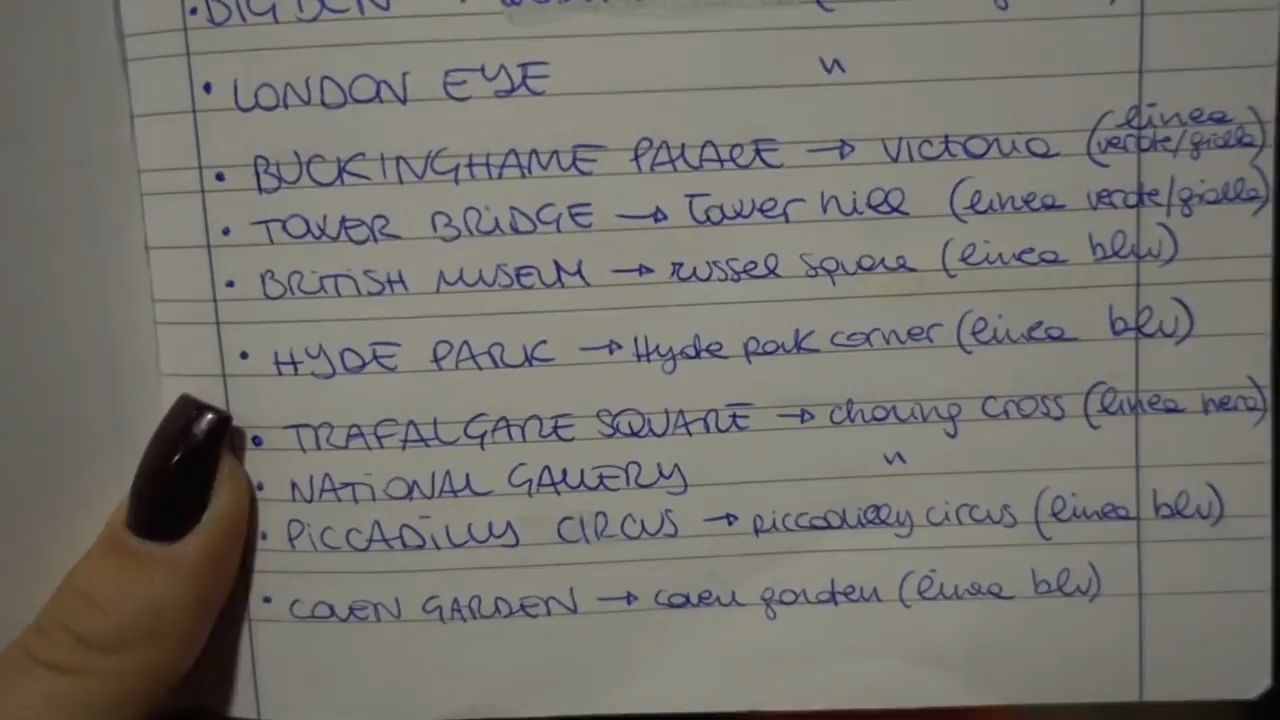 • BIG BEN
• LONDON EYE "
• BUCKINGHAME PALACE → Victoria (linea verde/gialla)
• TOWER BRIDGE → Tower hill (linea verde/gialla)
• BRITISH MUSEUM → russel square (linea blu)
• HYDE PARK → Hyde park corner (linea blu)
• TRAFALGARE SQUARE → charing cross (linea nera)
• NATIONAL GALLERY "
• PICCADILLY CIRCUS → piccadilly circus (linea blu)
• COVEN GARDEN → coven garden (linea blu)